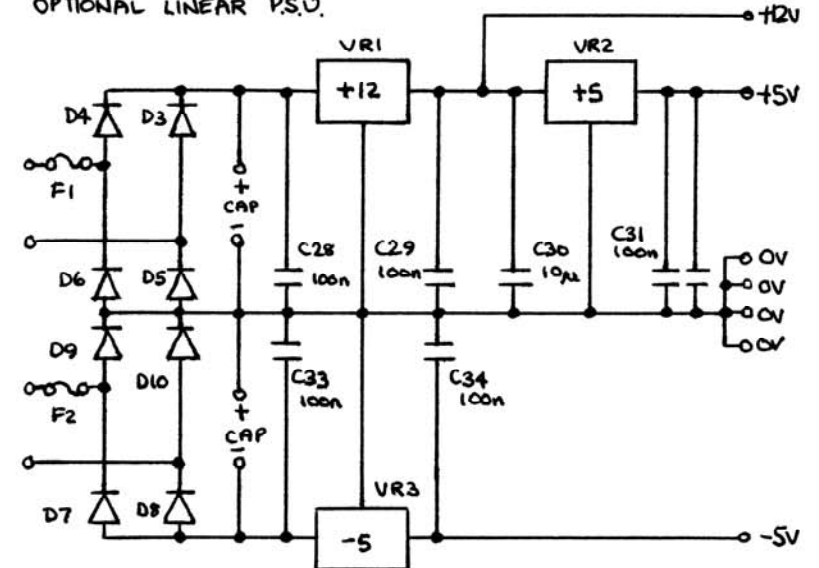 OPTIONAL LINEAR P.S.U.
+12V
VR1
VR2
+12
+5
+5V
D4
D3
F1
+
CAP
-
D6
D5
C28
100n
C29
100n
C30
10µ
C31
100n
0V
0V
0V
0V
D9
D10
F2
C33
100n
C34
100n
+
CAP
-
D7
D8
VR3
-5
-5V